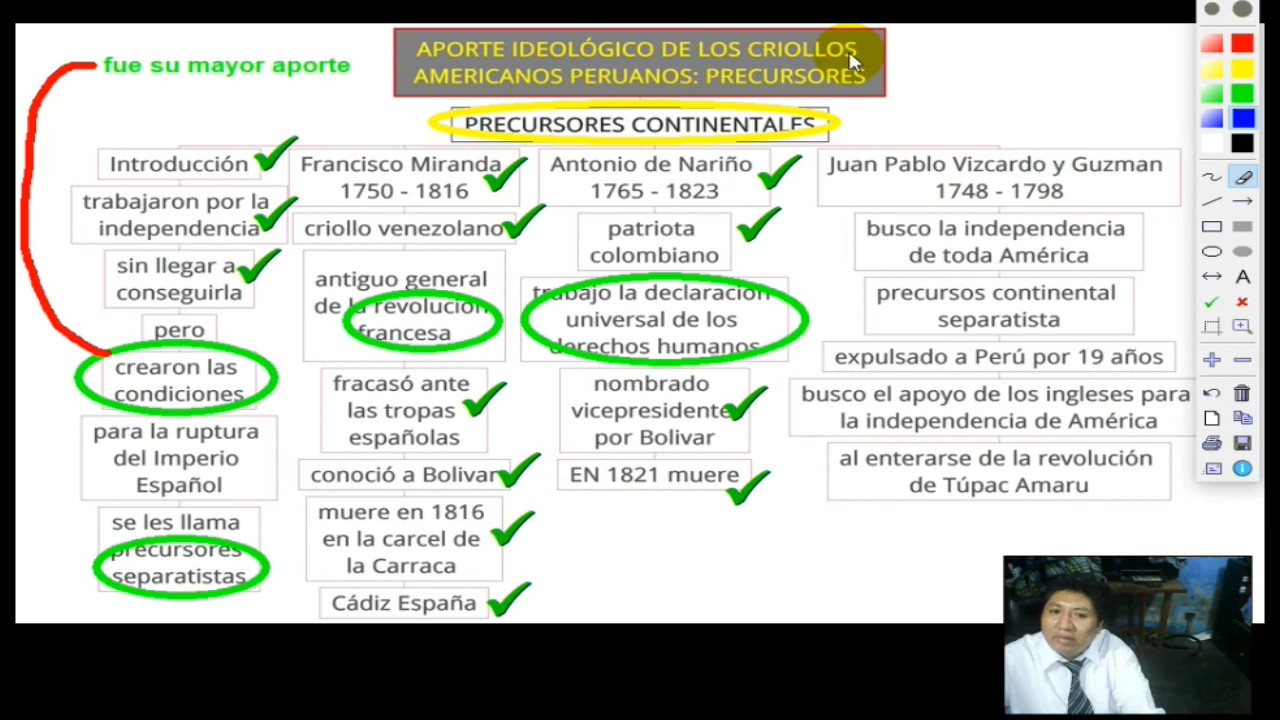 fue su mayor aporte
APORTE IDEOLÓGICO DE LOS CRIOLLOS
AMERICANOS PERUANOS: PRECURSORES
PRECURSORES CONTINENTALES
Introducción
trabajaron por la
independencia
sin llegar a
conseguirla
pero
crearon las
condiciones
para la ruptura
del Imperio
Español
se les llama
precursores
separatistas
Francisco Miranda
1750 - 1816
criollo venezolano
antiguo general
de la revolución
francesa
fracasó ante
las tropas
españolas
conoció a Bolivar
muere en 1816
en la carcel de
la Carraca
Cádiz España
Antonio de Nariño
1765 - 1823
patriota
colombiano
trabajo la declaración
universal de los
derechos humanos
nombrado
vicepresidente
por Bolivar
EN 1821 muere
Juan Pablo Vizcardo y Guzman
1748 - 1798
busco la independencia
de toda América
precursos continental
separatista
expulsado a Perú por 19 años
busco el apoyo de los ingleses para
la independencia de América
al enterarse de la revolución
de Túpac Amaru
A